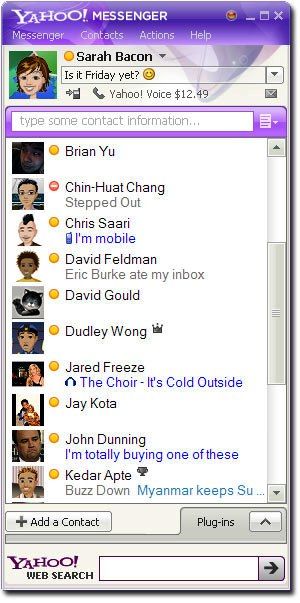 YAHOO! MESSENGER
Messenger Contacts Actions Help
Sarah Bacon
Is it Friday yet?
Yahoo! Voice $12.49
type some contact information...
Brian Yu
Chin-Huat Chang
Stepped Out
Chris Saari
I'm mobile
David Feldman
Eric Burke ate my inbox
David Gould
Dudley Wong
Jared Freeze
The Choir - It's Cold Outside
Jay Kota
John Dunning
I'm totally buying one of these
Kedar Apte
Buzz Down Myanmar keeps Su ...
+ Add a Contact Plug-ins
YAHOO!
WEB SEARCH